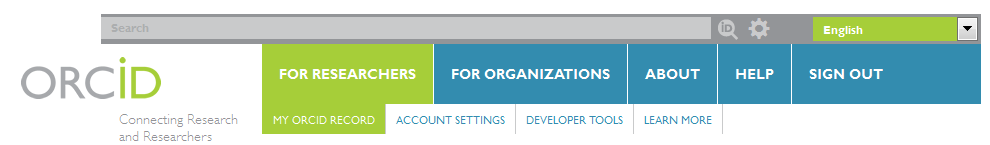 Search
English
ORCID
FOR RESEARCHERS FOR ORGANIZATIONS ABOUT HELP SIGN OUT
MY ORCID RECORD ACCOUNT SETTINGS DEVELOPER TOOLS LEARN MORE
Connecting Research
and Researchers